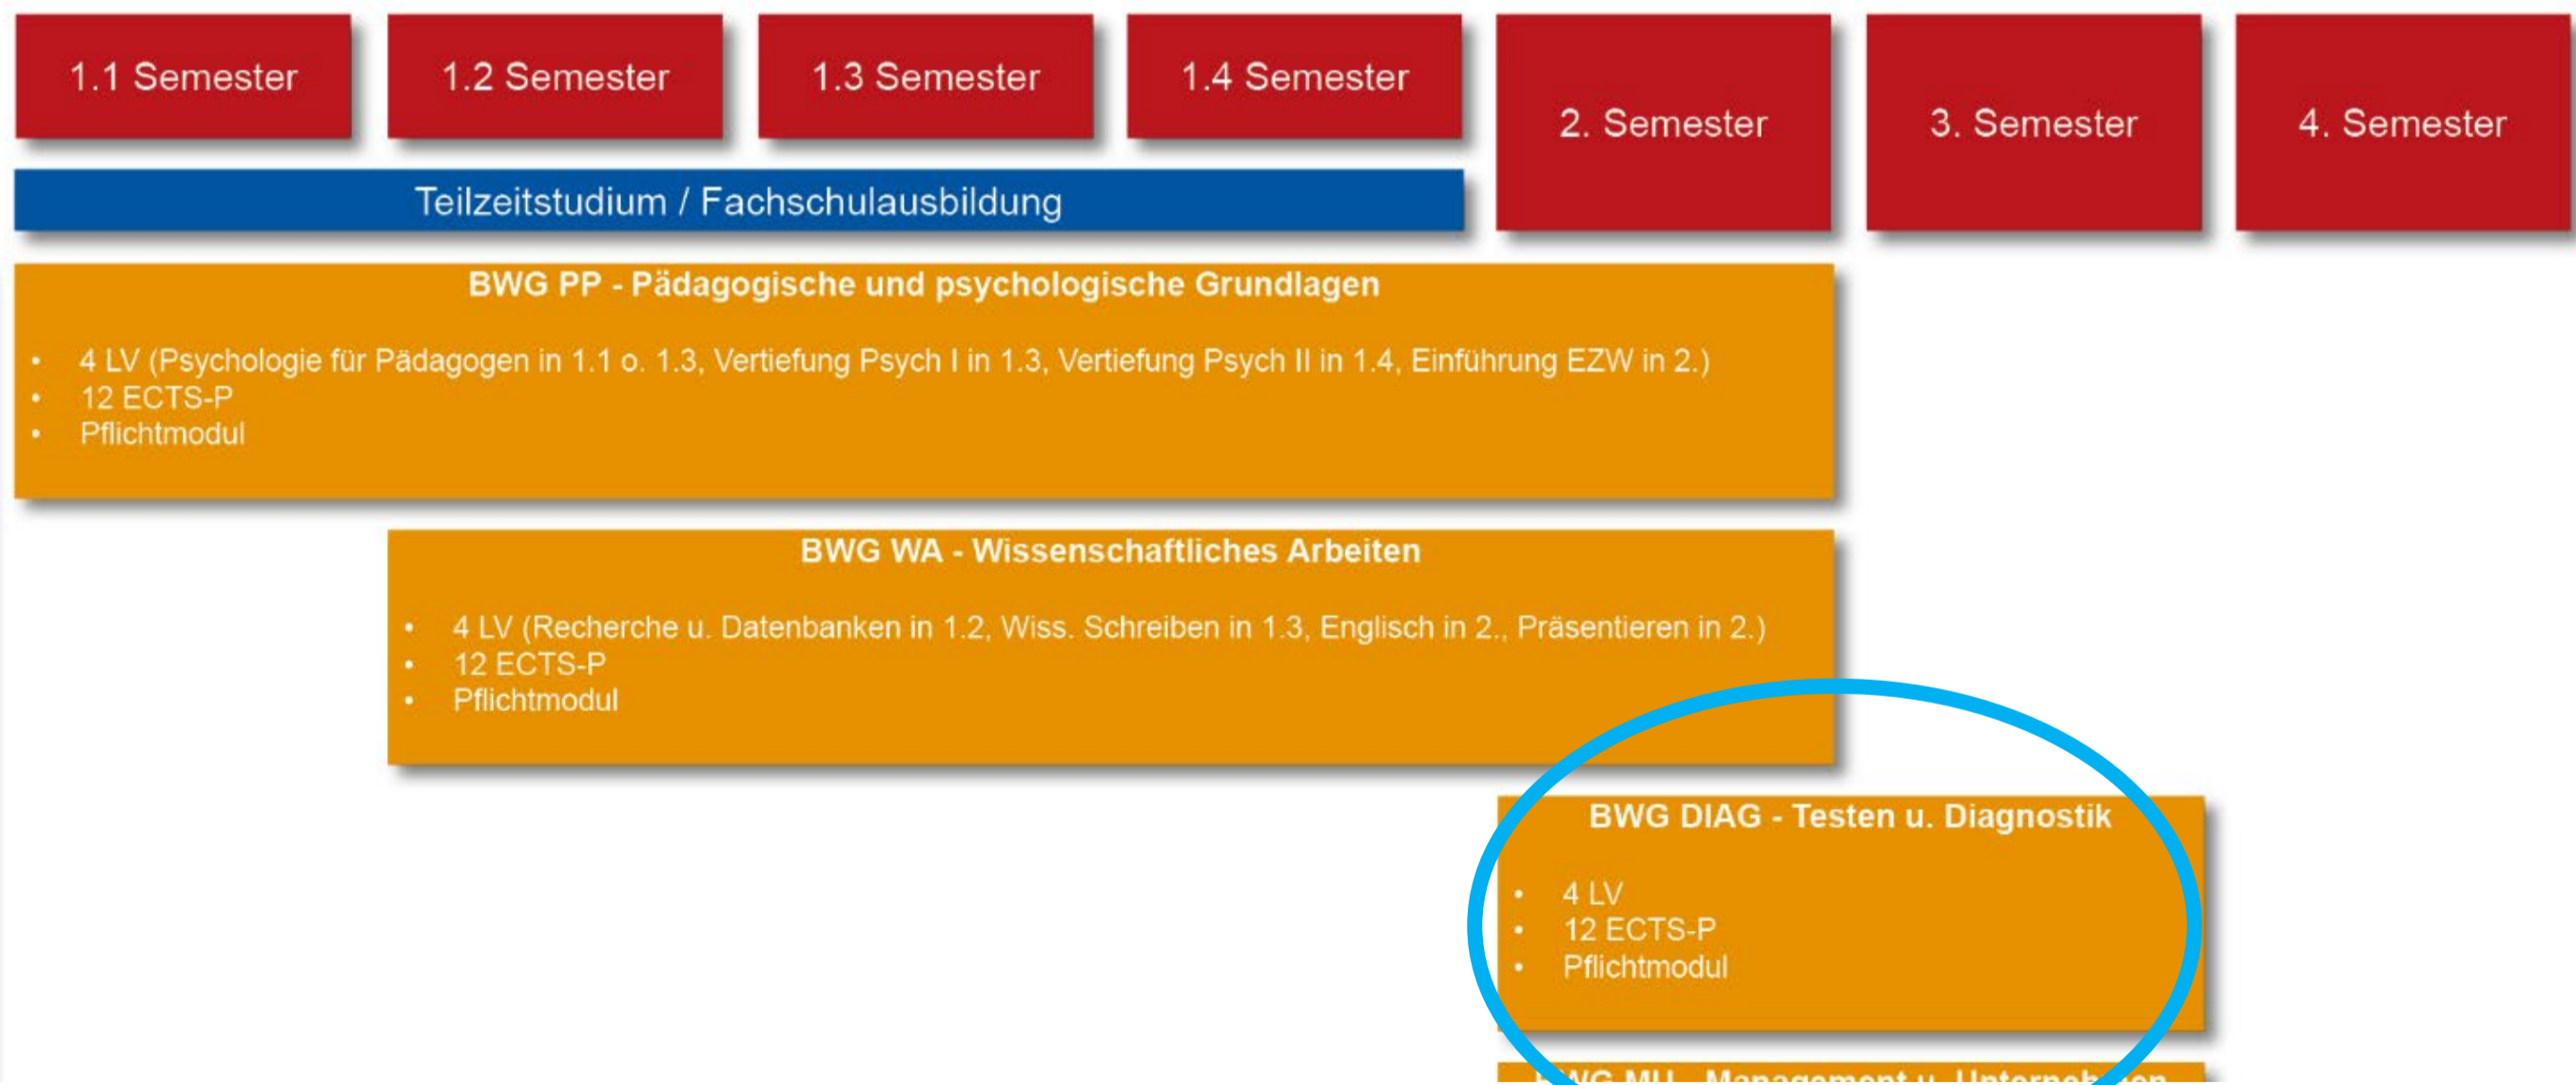 1.1 Semester
1.2 Semester
1.3 Semester
1.4 Semester
2. Semester
3. Semester
4. Semester
Teilzeitstudium / Fachschulausbildung
BWG PP - Pädagogische und psychologische Grundlagen
• 4 LV (Psychologie für Pädagogen in 1.1 o. 1.3, Vertiefung Psych I in 1.3, Vertiefung Psych II in 1.4, Einführung EZW in 2.)
• 12 ECTS-P
• Pflichtmodul
BWG WA - Wissenschaftliches Arbeiten
• 4 LV (Recherche u. Datenbanken in 1.2, Wiss. Schreiben in 1.3, Englisch in 2., Präsentieren in 2.)
• 12 ECTS-P
• Pflichtmodul
BWG DIAG - Testen u. Diagnostik
• 4 LV
• 12 ECTS-P
• Pflichtmodul
MU - Management u.